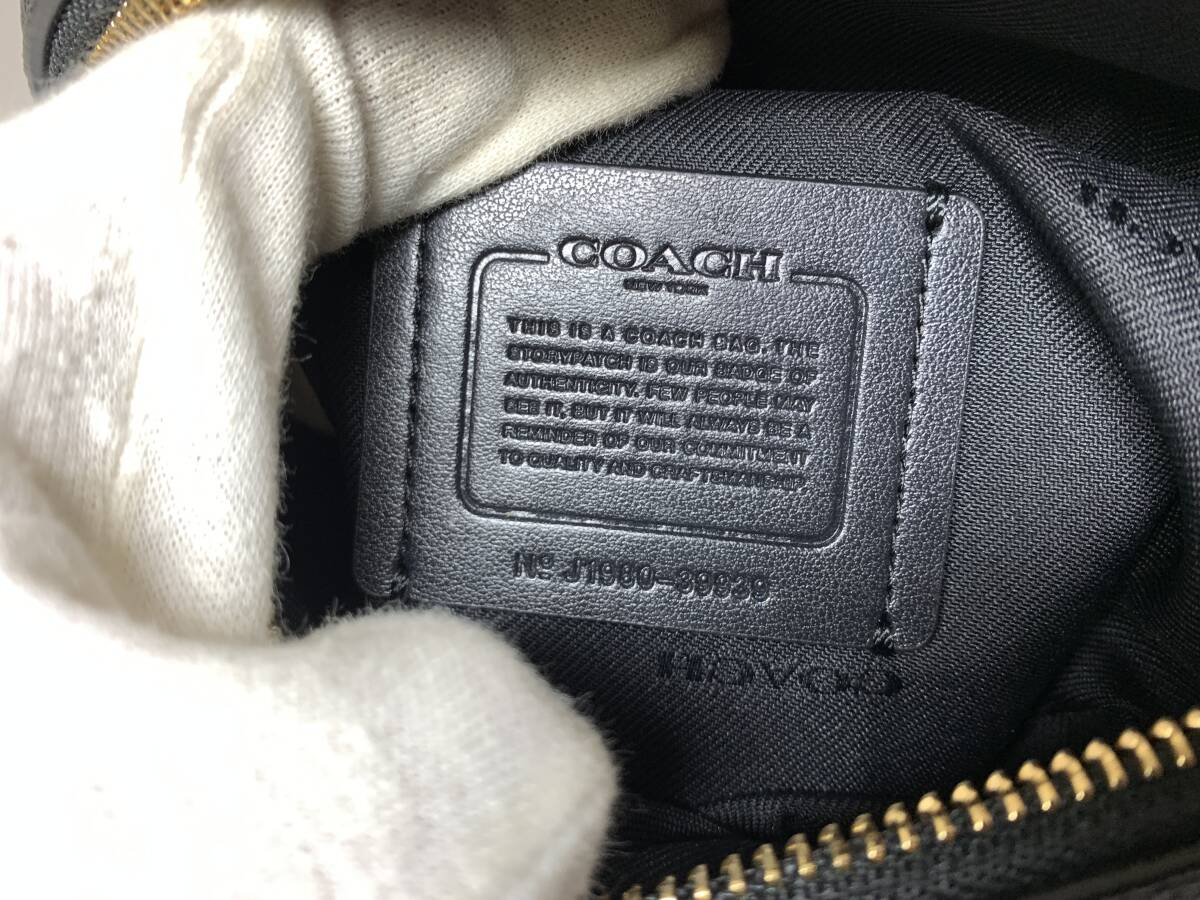 COACH
NEW YORK
THIS IS A COACH BAG. THE
STORYPATCH IS OUR BADGE OF
AUTHENTICITY. FEW PEOPLE MAY
SEE IT, BUT IT WILL ALWAYS BE A
REMINDER OF OUR COMMITMENT
TO QUALITY AND CRAFTSMANSHIP.
No
COACH